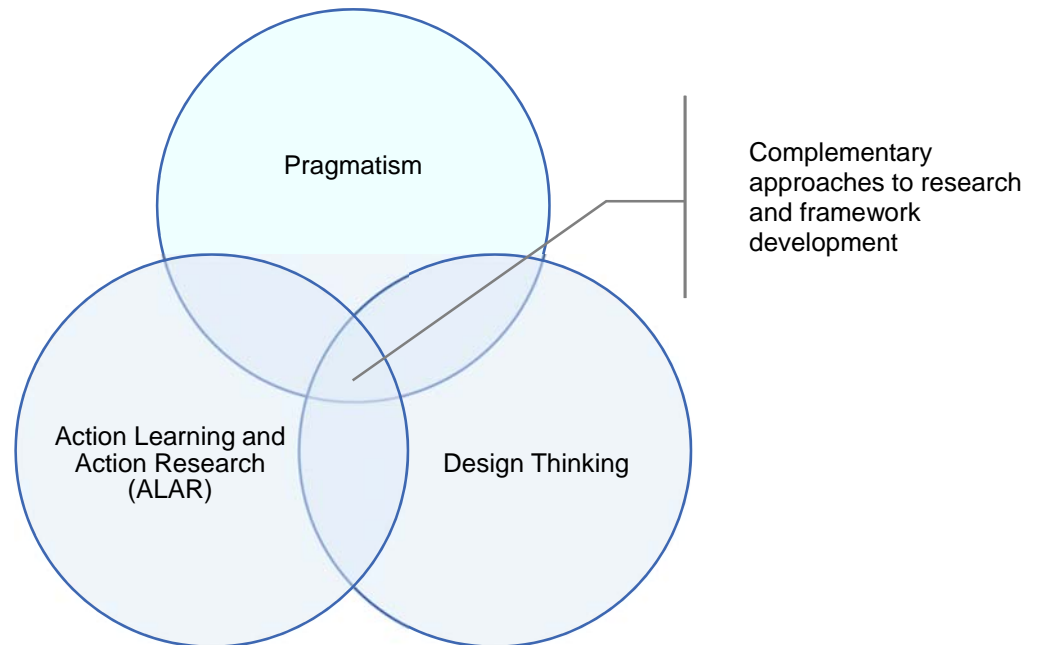 Pragmatism
Complementary
approaches to research
and framework
development
Action Learning and
Action Research
(ALAR)
Design Thinking